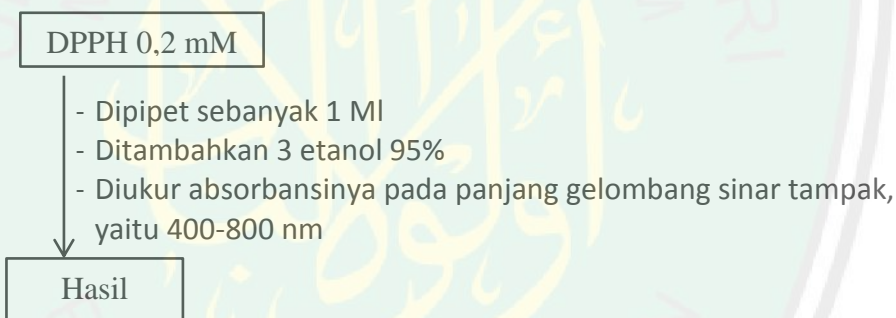 DPPH 0,2 mM
- Dipipet sebanyak 1 Ml
- Ditambahkan 3 etanol 95%
- Diukur absorbansinya pada panjang gelombang sinar tampak,
yaitu 400-800 nm
Hasil